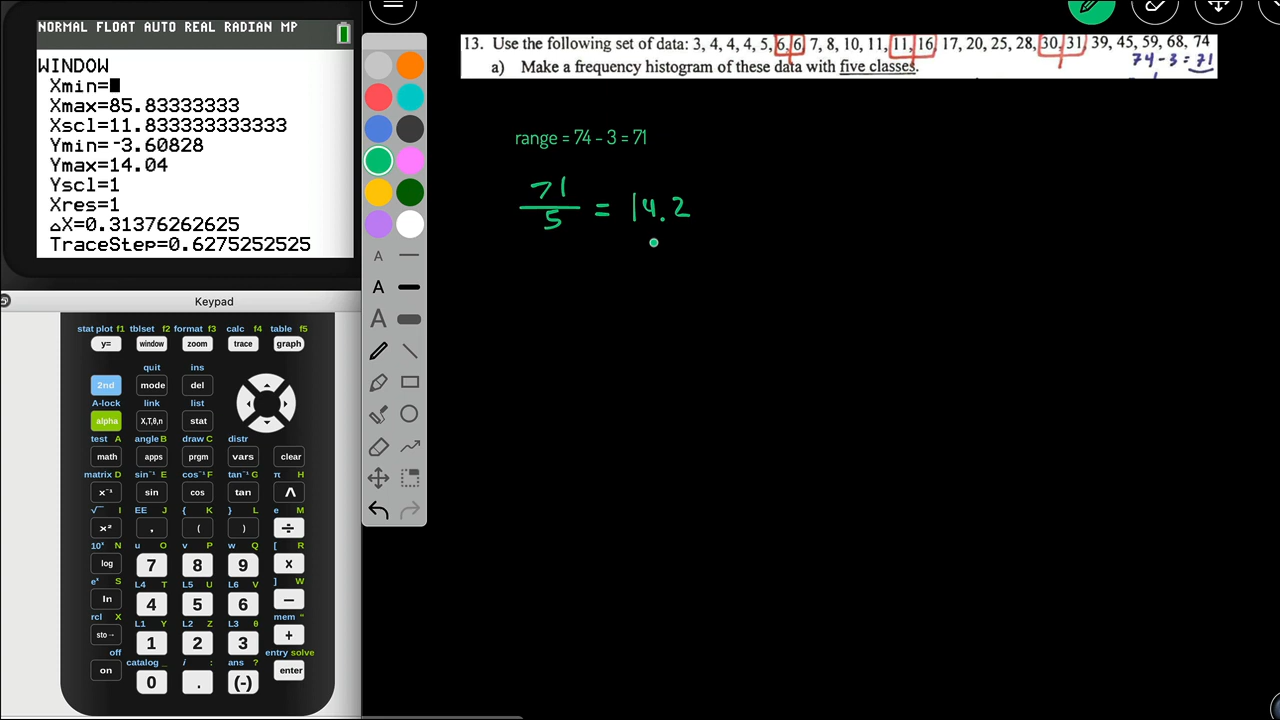 NORMAL FLOAT AUTO REAL RADIAN MP
WINDOW
Xmin=
Xmax=85.83333333
Xscl=11.833333333333
Ymin=-3.60828
Ymax=14.04
Yscl=1
Xres=1
△X=0.31376262625
TraceStep=0.6275252525
Keypad
stat plot f1 tblset f2 format f3 calc f4 table f5
y= window zoom trace graph
quit ins
2nd mode del
A-lock link list
alpha X,T,θ,n stat
test A angle B draw C distr
math apps prgm vars clear
matrix D sin⁻¹ E cos⁻¹ F tan⁻¹ G π H
x⁻¹ sin cos tan ^
√‾ I EE J { K } L e M
x² , ( ) ÷
10ˣ N u O v P w Q [ R
log 7 8 9 x
eˣ S L4 T L5 U L6 V ] W
ln 4 5 6 −
rcl X L1 Y L2 Z L3 θ mem "
sto→ 1 2 3 +
off catalog _ i : ans ? entry solve
on 0 . (-) enter
A
A
A
13. Use the following set of data: 3, 4, 4, 4, 5, 6, 6, 7, 8, 10, 11, 11, 16, 17, 20, 25, 28, 30, 31, 39, 45, 59, 68, 74
74-3=71
a) Make a frequency histogram of these data with five classes.
range = 74 – 3 = 71
71
5
= 14.2